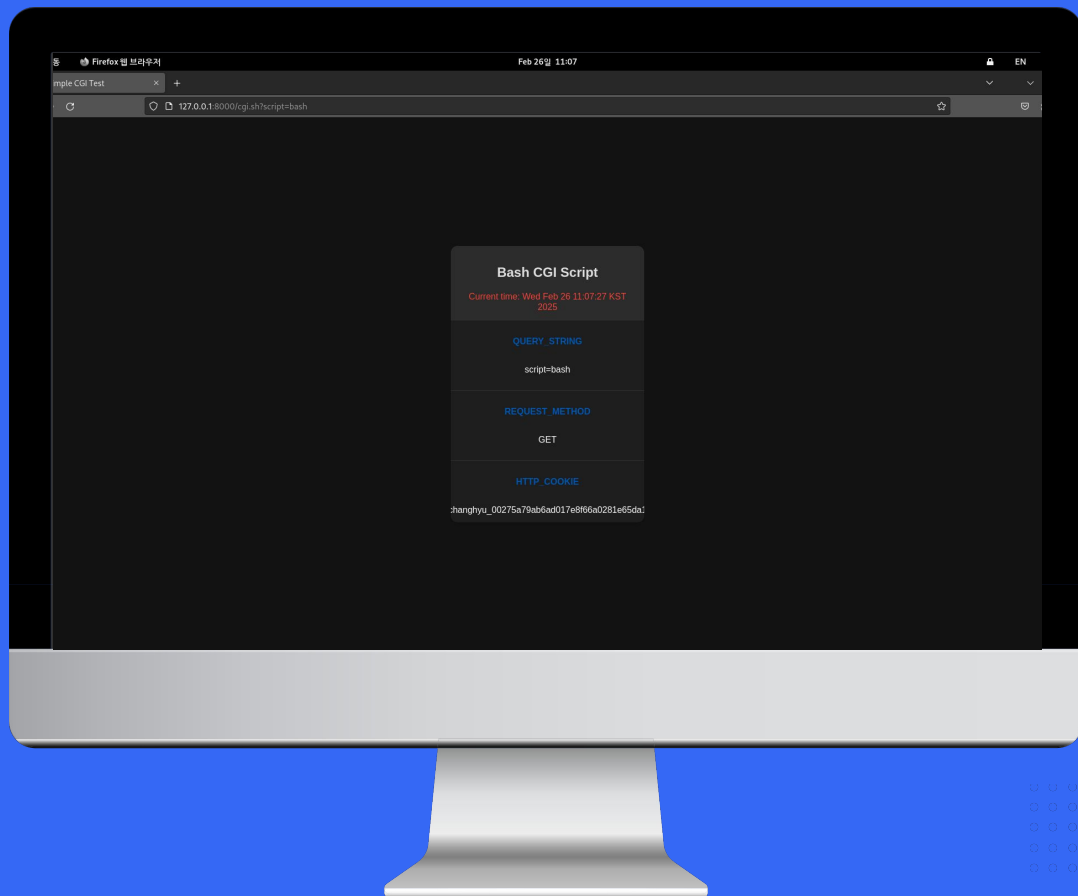 동 Firefox 웹 브라우저 Feb 26일 11:07 EN
mple CGI Test × +
127.0.0.1:8000/cgi.sh?script=bash
Bash CGI Script
Current time: Wed Feb 26 11:07:27 KST
2025
QUERY_STRING
script=bash
REQUEST_METHOD
GET
HTTP_COOKIE
changhyu_00275a79ab6ad017e8f66a0281e65da1